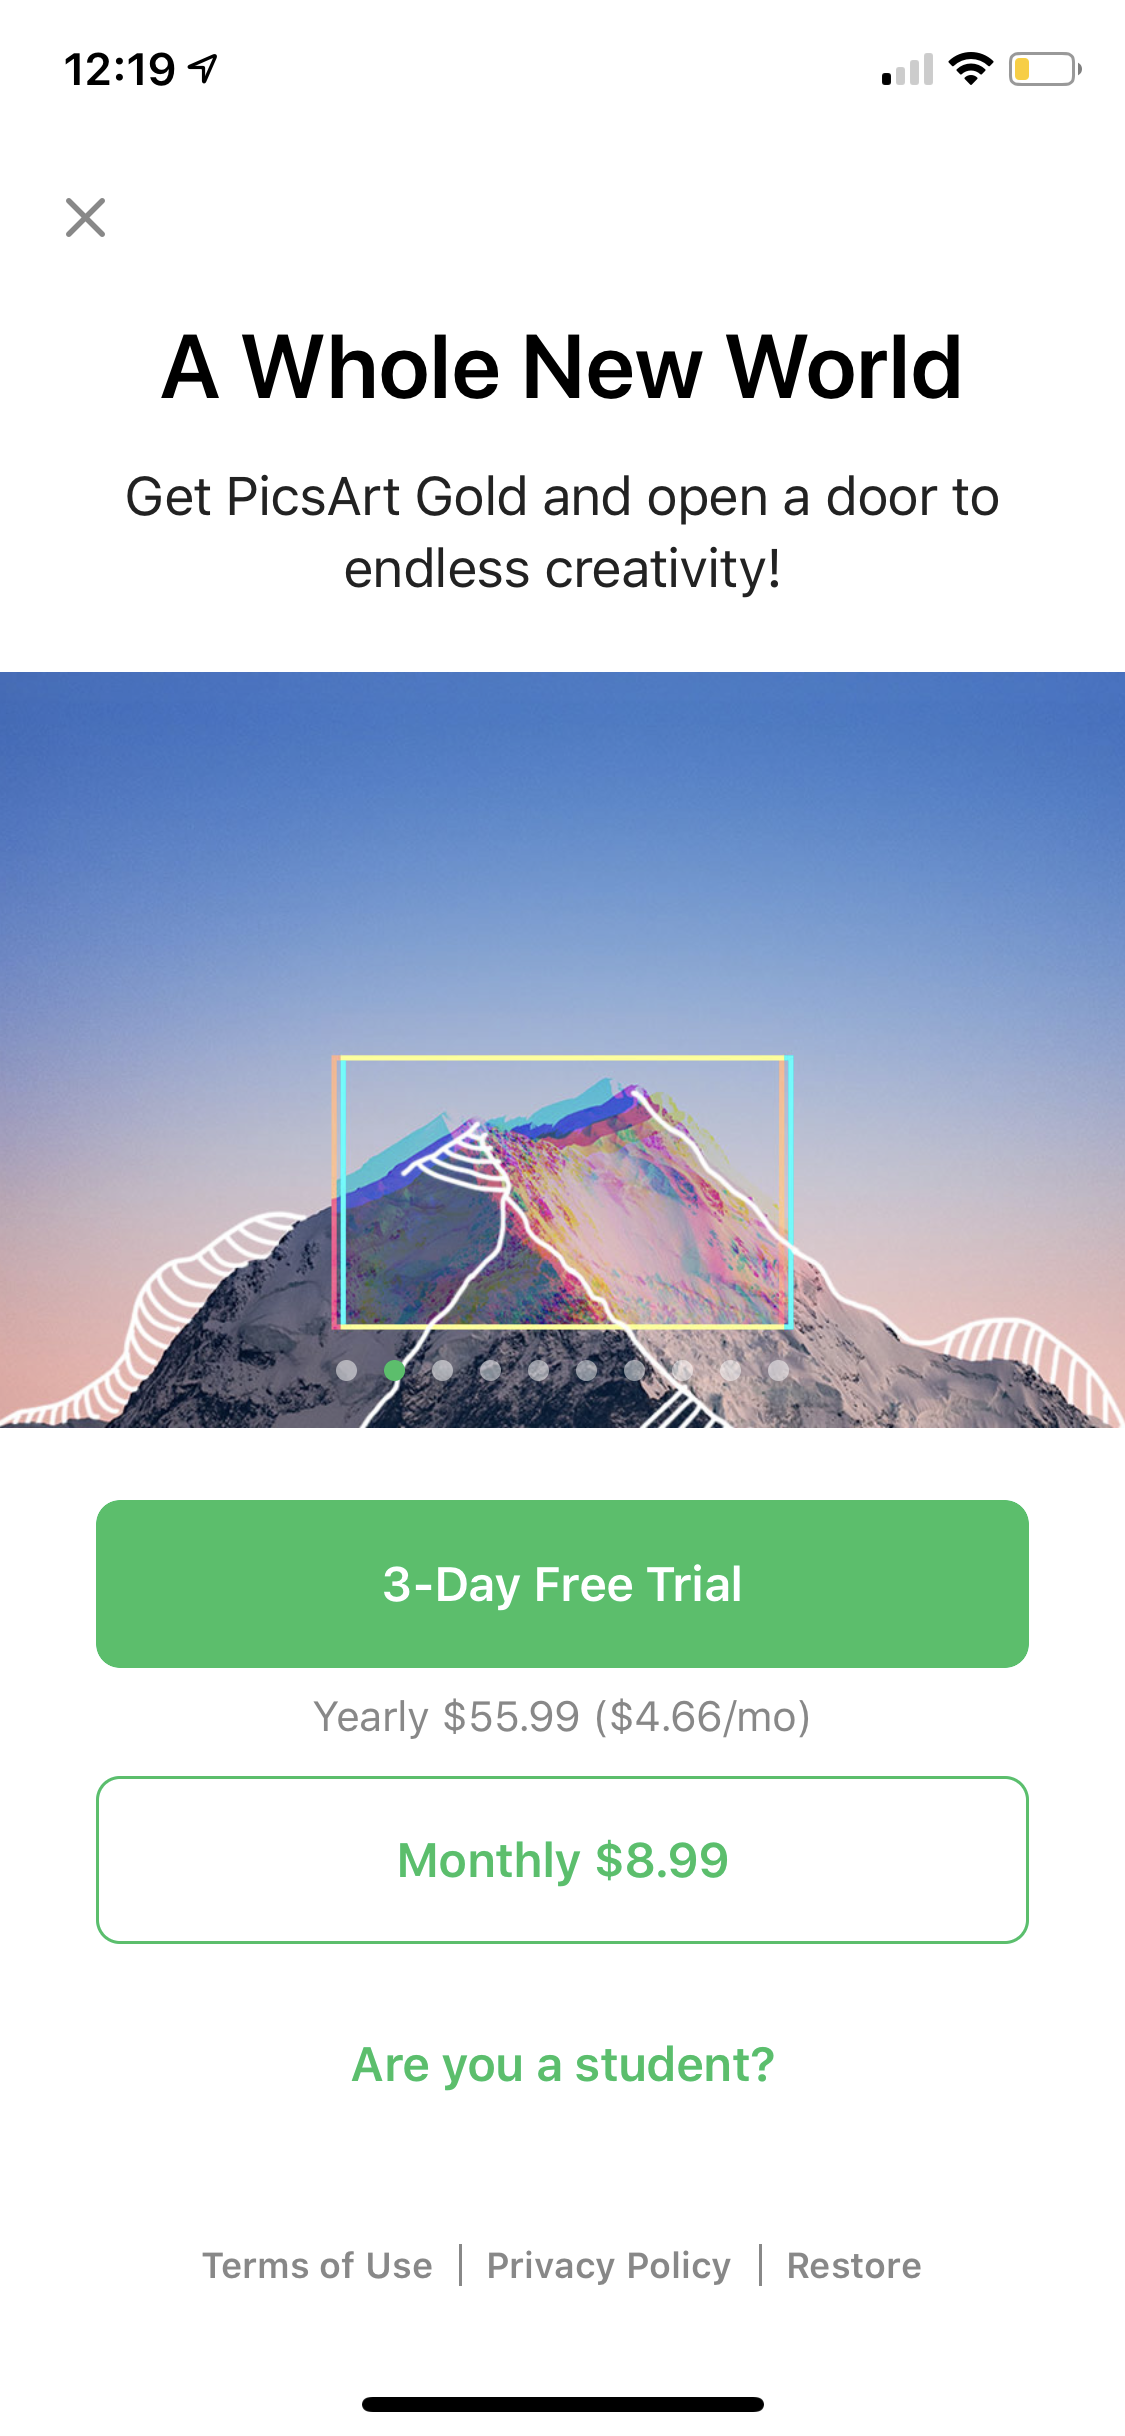 12:19
A Whole New World
Get PicsArt Gold and open a door to
endless creativity!
3-Day Free Trial
Yearly $55.99 ($4.66/mo)
Monthly $8.99
Are you a student?
Terms of Use | Privacy Policy | Restore